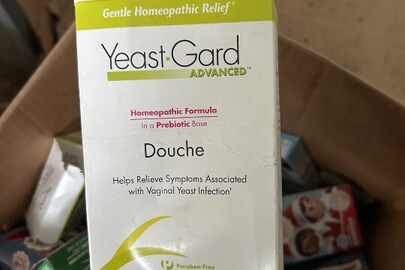 Gentle Homeopathic Relief*
Yeast·Gard
ADVANCED™
Homeopathic Formula
in a Prebiotic Base
Douche
Helps Relieve Symptoms Associated
with Vaginal Yeast Infection*
Paraben-Free